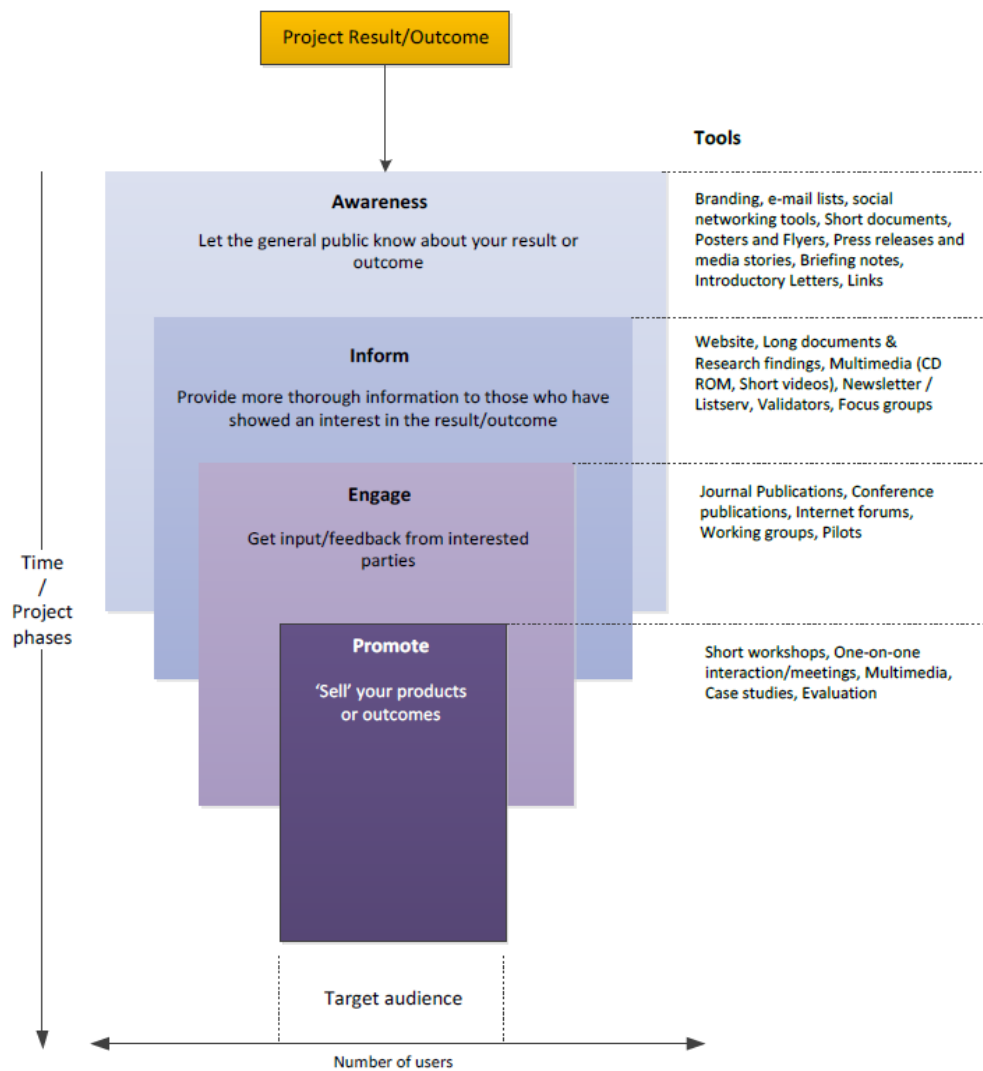 Project Result/Outcome
Tools
Awareness
Let the general public know about your result or
outcome
Branding, e-mail lists, social
networking tools, Short documents,
Posters and Flyers, Press releases and
media stories, Briefing notes,
Introductory Letters, Links
Inform
Provide more thorough information to those who have
showed an interest in the result/outcome
Website, Long documents &
Research findings, Multimedia (CD
ROM, Short videos), Newsletter /
Listserv, Validators, Focus groups
Engage
Get input/feedback from interested
parties
Journal Publications, Conference
publications, Internet forums,
Working groups, Pilots
Time
/
Project
phases
Promote
'Sell' your products
or outcomes
Short workshops, One-on-one
interaction/meetings, Multimedia,
Case studies, Evaluation
Target audience
Number of users